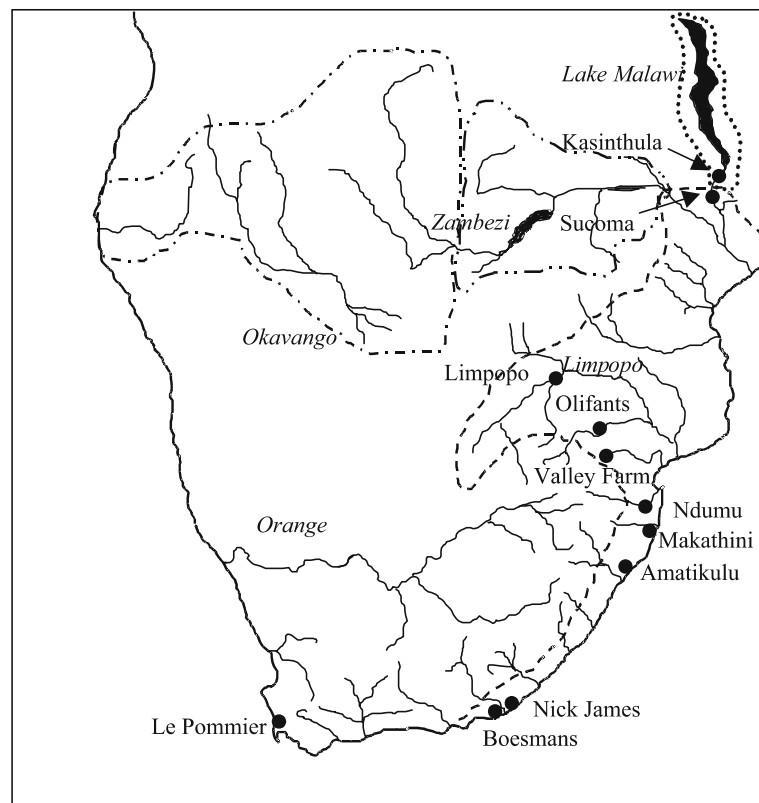 Lake Malawi
Kasinthula
Zambezi
Sucoma
Okavango
Limpopo
Limpopo
Olifants
Valley Farm
Ndumu
Orange
Makathini
Amatikulu
Le Pommier
Nick James
Boesmans